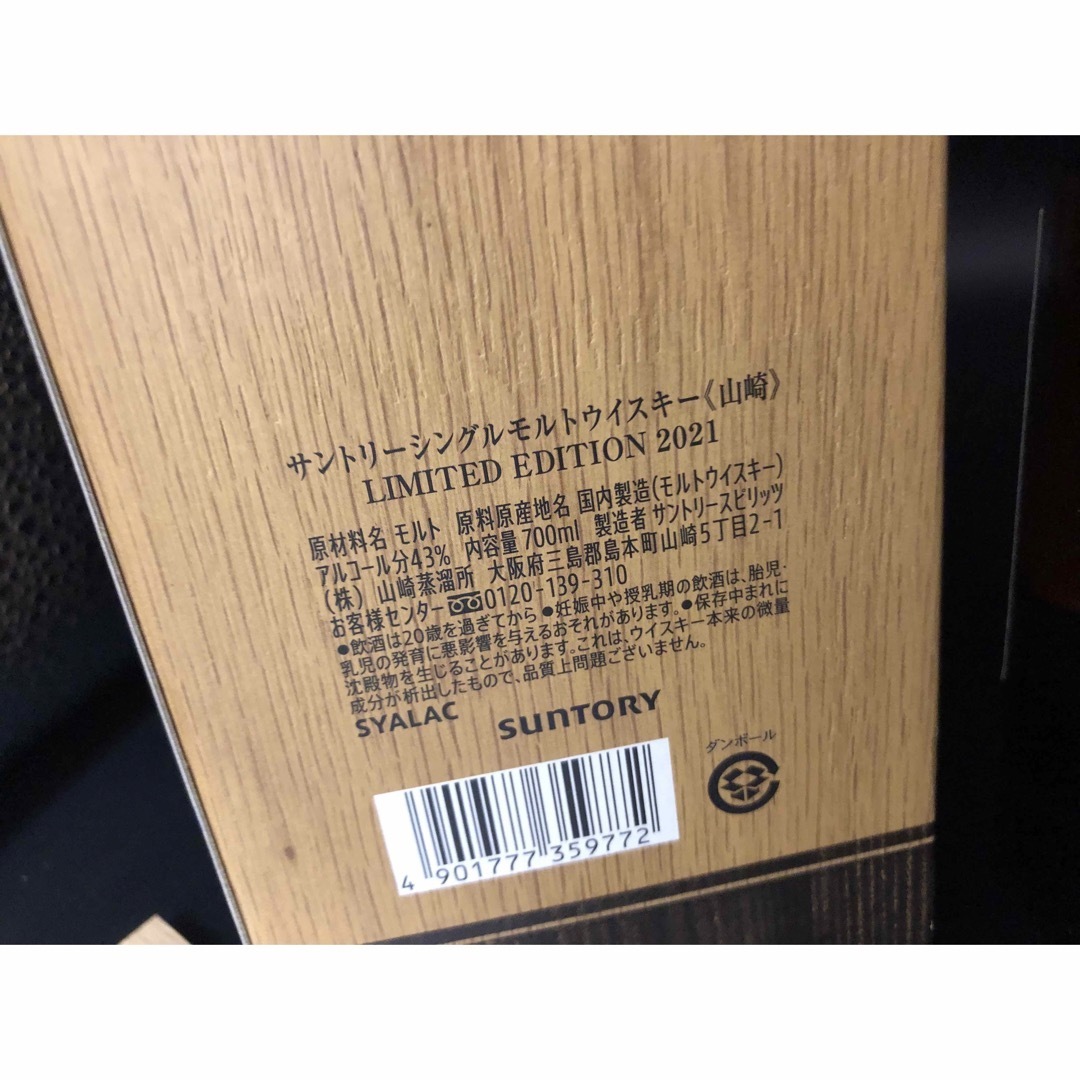 サントリーシングルモルトウイスキー《山崎》
LIMITED EDITION 2021
原材料名 モルト 原料原産地名 国内製造(モルトウイスキー)
アルコール分43% 内容量700ml 製造者 サントリースピリッツ
(株) 山崎蒸溜所 大阪府三島郡島本町山崎5丁目2-1
お客様センター 0120-139-310
●飲酒は20歳を過ぎてから ●妊娠中や授乳期の飲酒は、胎児・
乳児の発育に悪影響を与えるおそれがあります。●保存中まれに
沈殿物を生じることがあります。これは、ウイスキー本来の微量
成分が析出したもので、品質上問題ございません。
SYALAC SUNTORY
ダンボール
4 901777 359772